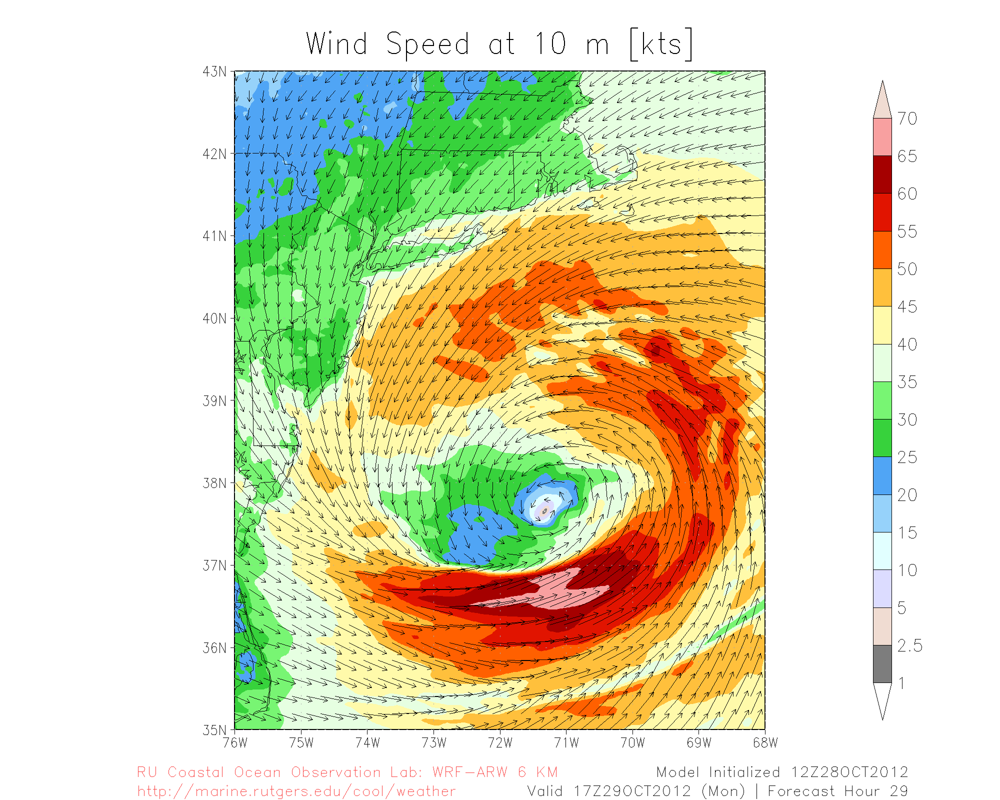 Wind Speed at 10 m [kts]
43N
42N
41N
40N
39N
38N
37N
36N
35N
76W 75W 74W 73W 72W 71W 70W 69W 68W
70
65
60
55
50
45
40
35
30
25
20
15
10
5
2.5
1
RU Coastal Ocean Observation Lab: WRF-ARW 6 KM
http://marine.rutgers.edu/cool/weather
Model Initialized 12Z28OCT2012
Valid 17Z29OCT2012 (Mon) | Forecast Hour 29